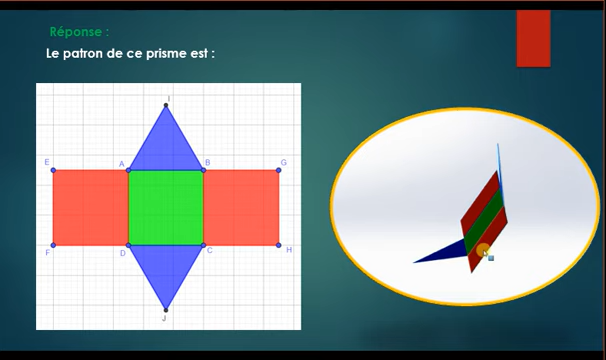 Réponse :
Le patron de ce prisme est :
I
E A B G
F D C H
J